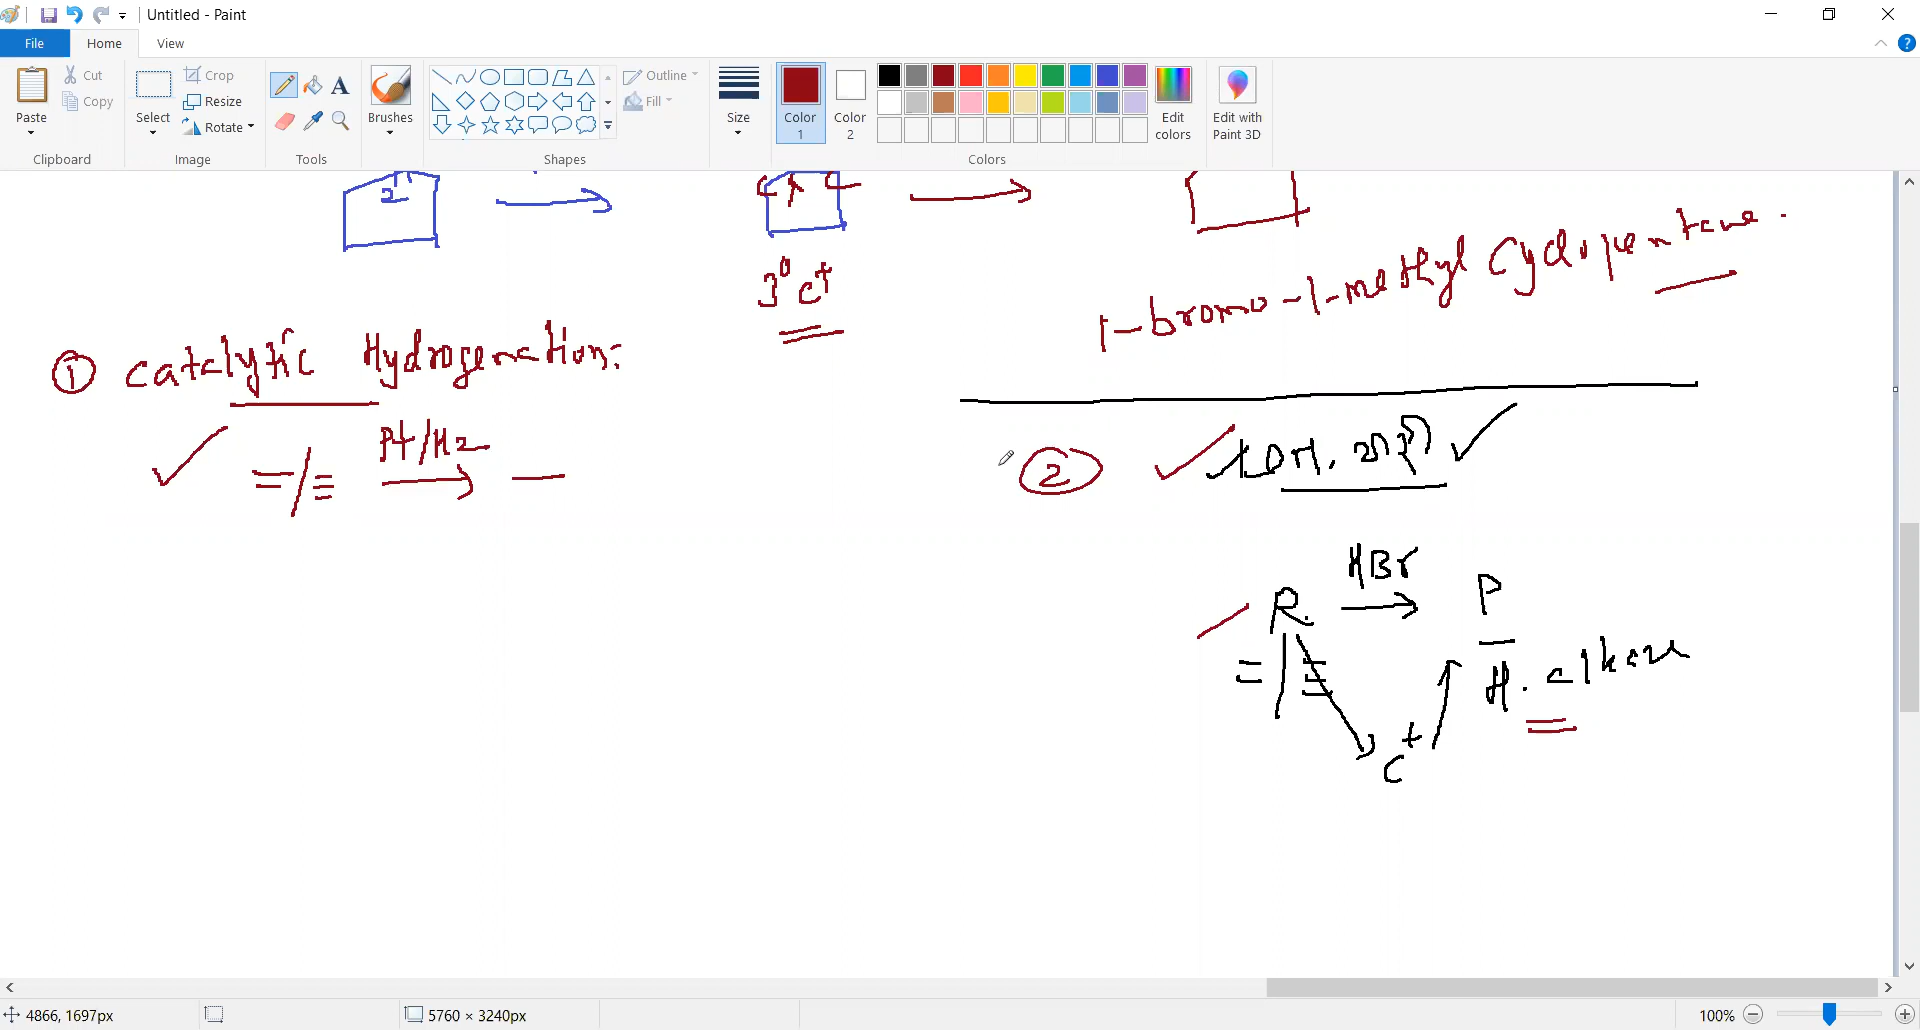 Untitled - Paint
File Home View
Paste
Cut
Copy
Clipboard
Select
Crop
Resize
Rotate
Image
Tools
Brushes
Shapes
Outline
Fill
Size
Color 1
Color 2
Edit colors
Edit with Paint 3D
Colors
3° C+
1-bromo-1-methyl cyclopentane.
① Catalytic Hydrogenation:
Pt/H2
= / ≡
②
HBr
R. P
= ≡
H. alkane
C+
4866, 1697px
5760 × 3240px
100%